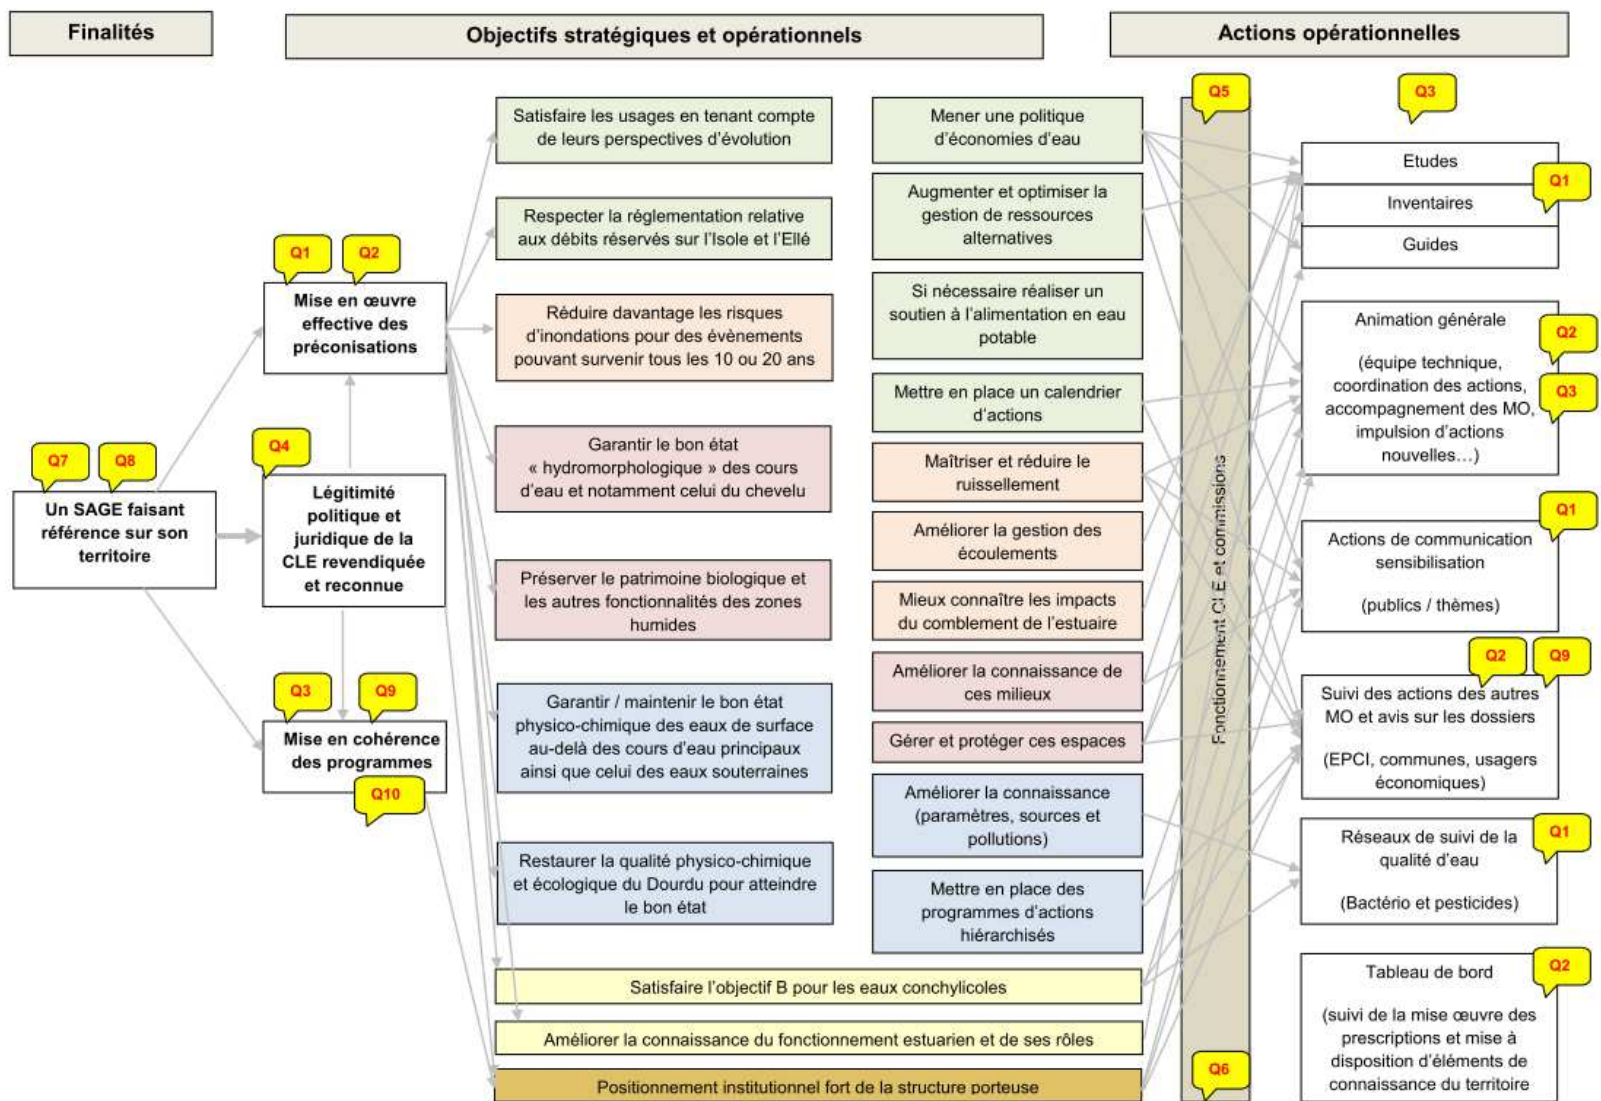 Finalités
Objectifs stratégiques et opérationnels
Actions opérationnelles
Q7
Q8
Un SAGE faisant
référence sur son
territoire
Q1
Q2
Mise en œuvre
effective des
préconisations
Q4
Légitimité
politique et
juridique de la
CLE revendiquée
et reconnue
Q3
Q9
Mise en cohérence
des programmes
Q10
Satisfaire les usages en tenant compte
de leurs perspectives d'évolution
Respecter la réglementation relative
aux débits réservés sur l'Isole et l'Ellé
Réduire davantage les risques
d'inondations pour des évènements
pouvant survenir tous les 10 ou 20 ans
Garantir le bon état
« hydromorphologique » des cours
d'eau et notamment celui du chevelu
Préserver le patrimoine biologique et
les autres fonctionnalités des zones
humides
Garantir / maintenir le bon état
physico-chimique des eaux de surface
au-delà des cours d'eau principaux
ainsi que celui des eaux souterraines
Restaurer la qualité physico-chimique
et écologique du Dourdu pour atteindre
le bon état
Mener une politique
d'économies d'eau
Augmenter et optimiser la
gestion de ressources
alternatives
Si nécessaire réaliser un
soutien à l'alimentation en eau
potable
Mettre en place un calendrier
d'actions
Maîtriser et réduire le
ruissellement
Améliorer la gestion des
écoulements
Mieux connaître les impacts
du comblement de l'estuaire
Améliorer la connaissance de
ces milieux
Gérer et protéger ces espaces
Améliorer la connaissance
(paramètres, sources et
pollutions)
Mettre en place des
programmes d'actions
hiérarchisés
Satisfaire l'objectif B pour les eaux conchylicoles
Améliorer la connaissance du fonctionnement estuarien et de ses rôles
Positionnement institutionnel fort de la structure porteuse
Q5
Fonctionnement CLE et commissions
Q6
Q3
Etudes
Q1
Inventaires
Guides
Animation générale
Q2
(équipe technique,
coordination des actions,
Q3
accompagnement des MO,
impulsion d'actions
nouvelles…)
Q1
Actions de communication
sensibilisation
(publics / thèmes)
Q2
Q9
Suivi des actions des autres
MO et avis sur les dossiers
(EPCI, communes, usagers
économiques)
Q1
Réseaux de suivi de la
qualité d'eau
(Bactério et pesticides)
Q2
Tableau de bord
(suivi de la mise œuvre des
prescriptions et mise à
disposition d'éléments de
connaissance du territoire